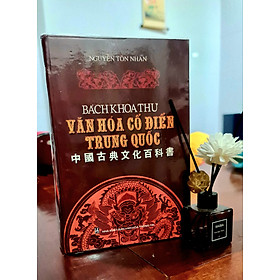 NGUYỄN TÔN NHAN
BÁCH KHOA THƯ
VĂN HÓA CỔ ĐIỂN
TRUNG QUỐC
中國古典文化百科書